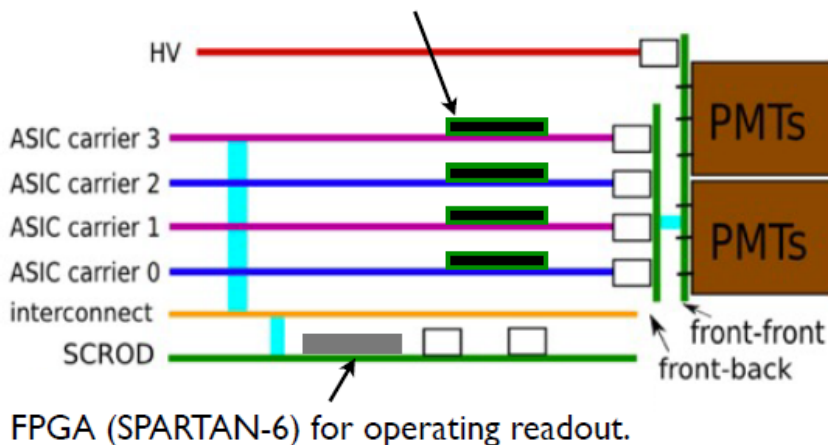 HV
PMTs
ASIC carrier 3
ASIC carrier 2
ASIC carrier 1
PMTs
ASIC carrier 0
interconnect
front-front
SCROD
front-back
FPGA (SPARTAN-6) for operating readout.